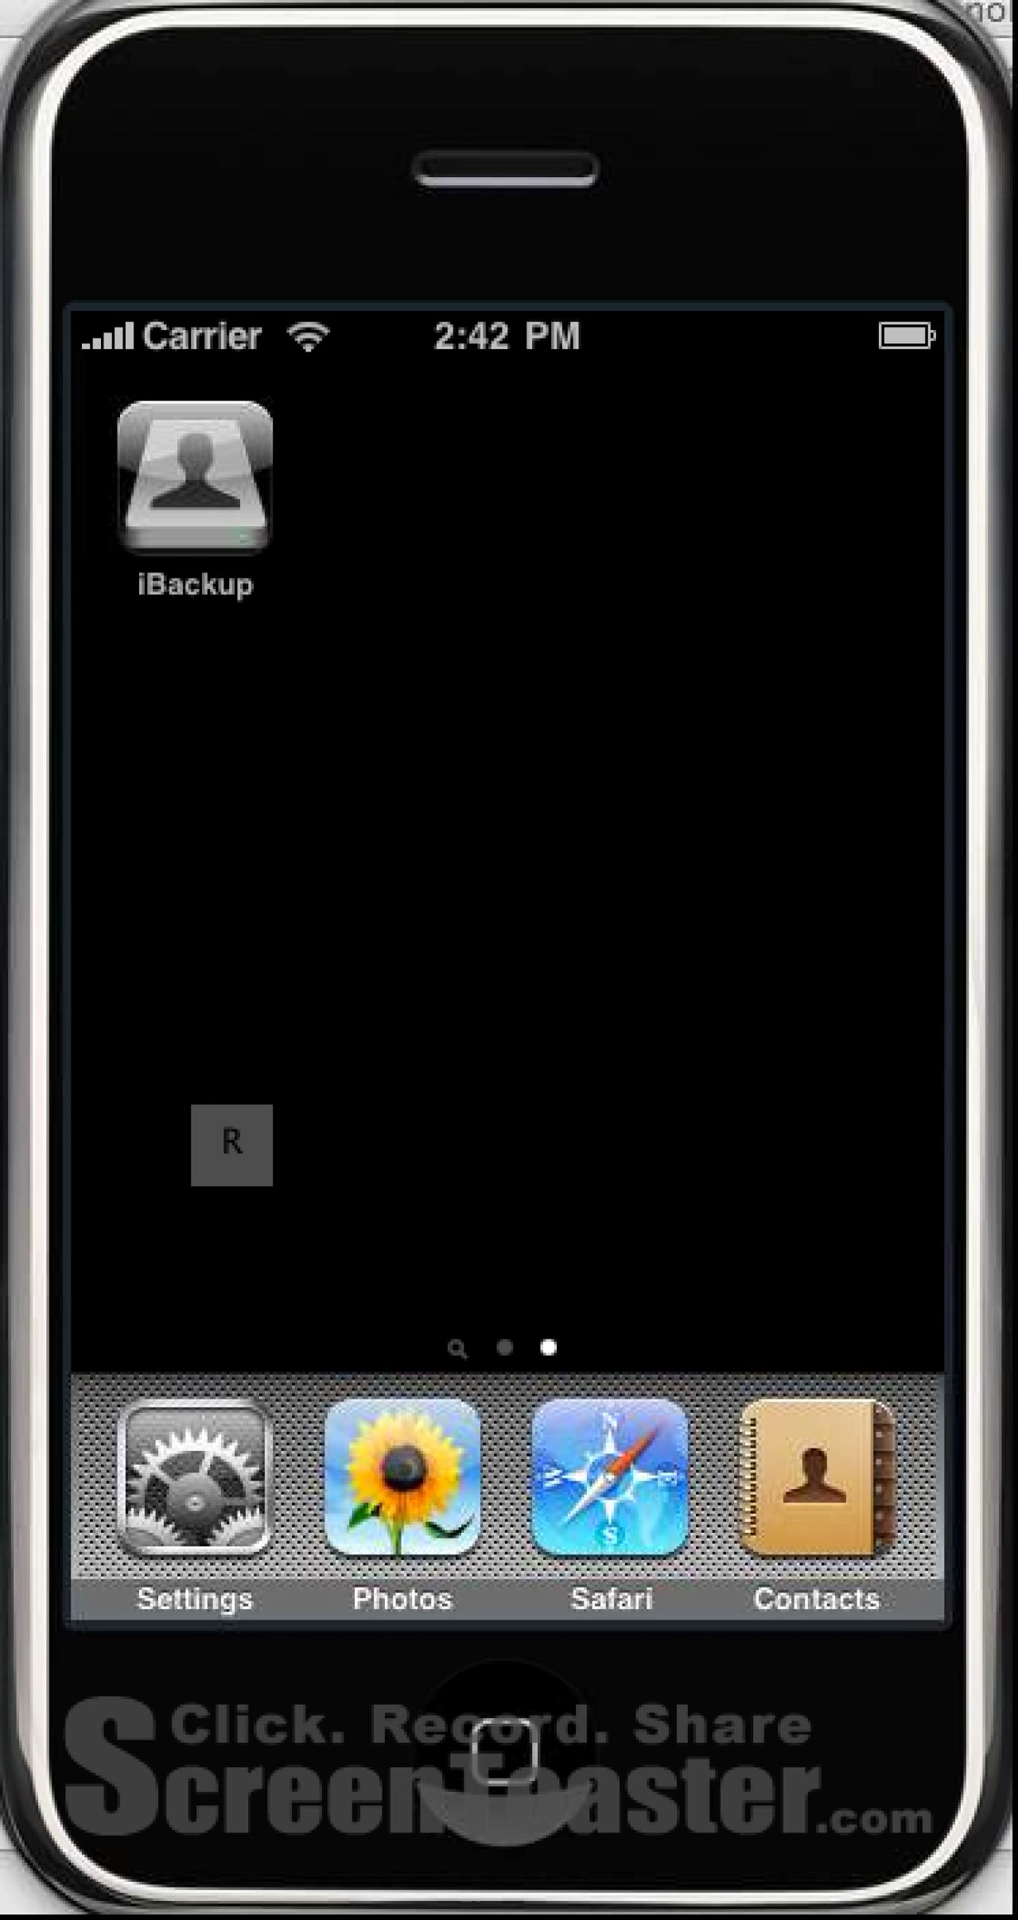 Carrier 2:42 PM
iBackup
R
N
W E
S
Settings Photos Safari Contacts
Click. Record. Share
ScreenToaster.com